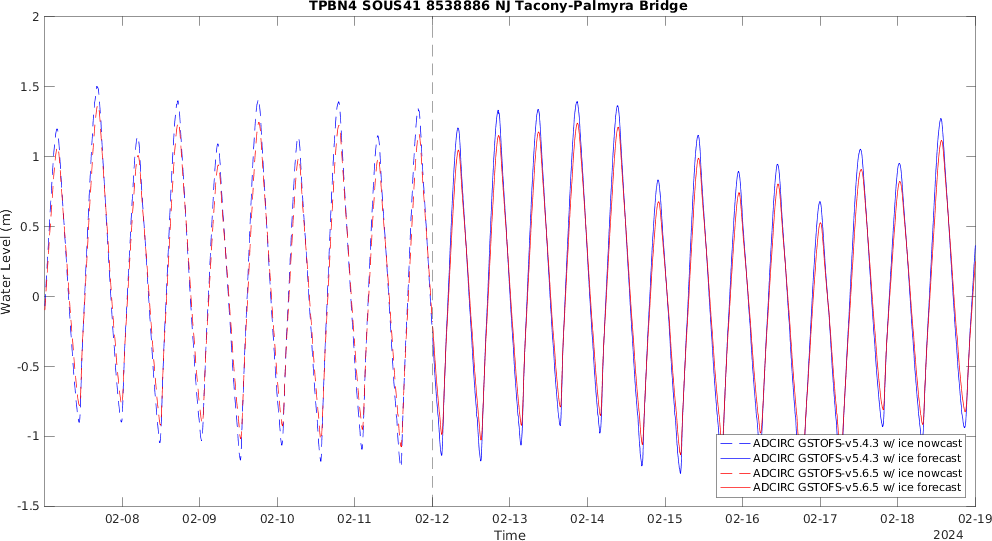 TPBN4 SOUS41 8538886 NJ Tacony-Palmyra Bridge
2
1.5
1
0.5
0
-0.5
-1
-1.5
Water Level (m)
ADCIRC GSTOFS-v5.4.3 w/ ice nowcast
ADCIRC GSTOFS-v5.4.3 w/ ice forecast
ADCIRC GSTOFS-v5.6.5 w/ ice nowcast
ADCIRC GSTOFS-v5.6.5 w/ ice forecast
02-08 02-09 02-10 02-11 02-12 02-13 02-14 02-15 02-16 02-17 02-18 02-19
Time
2024